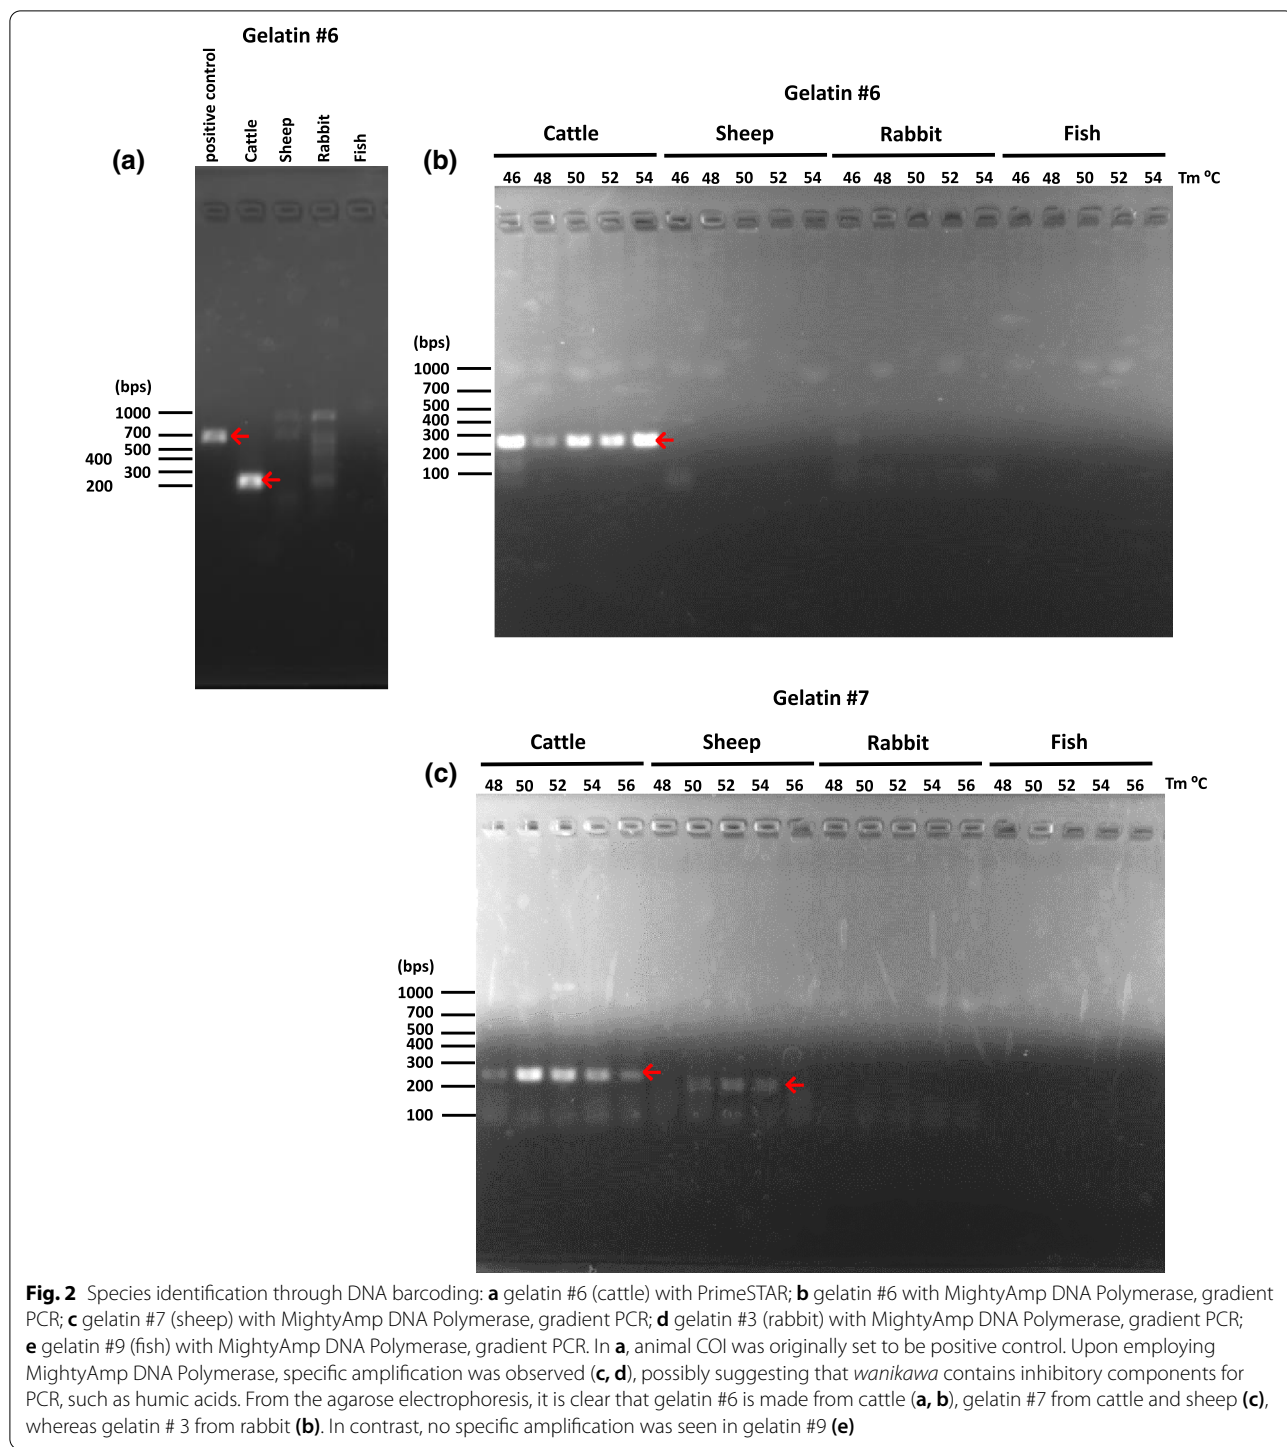 Gelatin #6
positive control
Cattle
Sheep
Rabbit
Fish
(a)
(bps)
1000
700
500
400
300
200
Gelatin #6
Cattle Sheep Rabbit Fish
(b)
46 48 50 52 54 46 48 50 52 54 46 48 50 52 54 46 48 50 52 54 Tm ºC
(bps)
1000
700
500
400
300
200
100
Gelatin #7
Cattle Sheep Rabbit Fish
(c)
48 50 52 54 56 48 50 52 54 56 48 50 52 54 56 48 50 52 54 56 Tm ºC
(bps)
1000
700
500
400
300
200
100
Fig. 2 Species identification through DNA barcoding: a gelatin #6 (cattle) with PrimeSTAR; b gelatin #6 with MightyAmp DNA Polymerase, gradient
PCR; c gelatin #7 (sheep) with MightyAmp DNA Polymerase, gradient PCR; d gelatin #3 (rabbit) with MightyAmp DNA Polymerase, gradient PCR;
e gelatin #9 (fish) with MightyAmp DNA Polymerase, gradient PCR. In a, animal COI was originally set to be positive control. Upon employing
MightyAmp DNA Polymerase, specific amplification was observed (c, d), possibly suggesting that wanikawa contains inhibitory components for
PCR, such as humic acids. From the agarose electrophoresis, it is clear that gelatin #6 is made from cattle (a, b), gelatin #7 from cattle and sheep (c),
whereas gelatin # 3 from rabbit (b). In contrast, no specific amplification was seen in gelatin #9 (e)